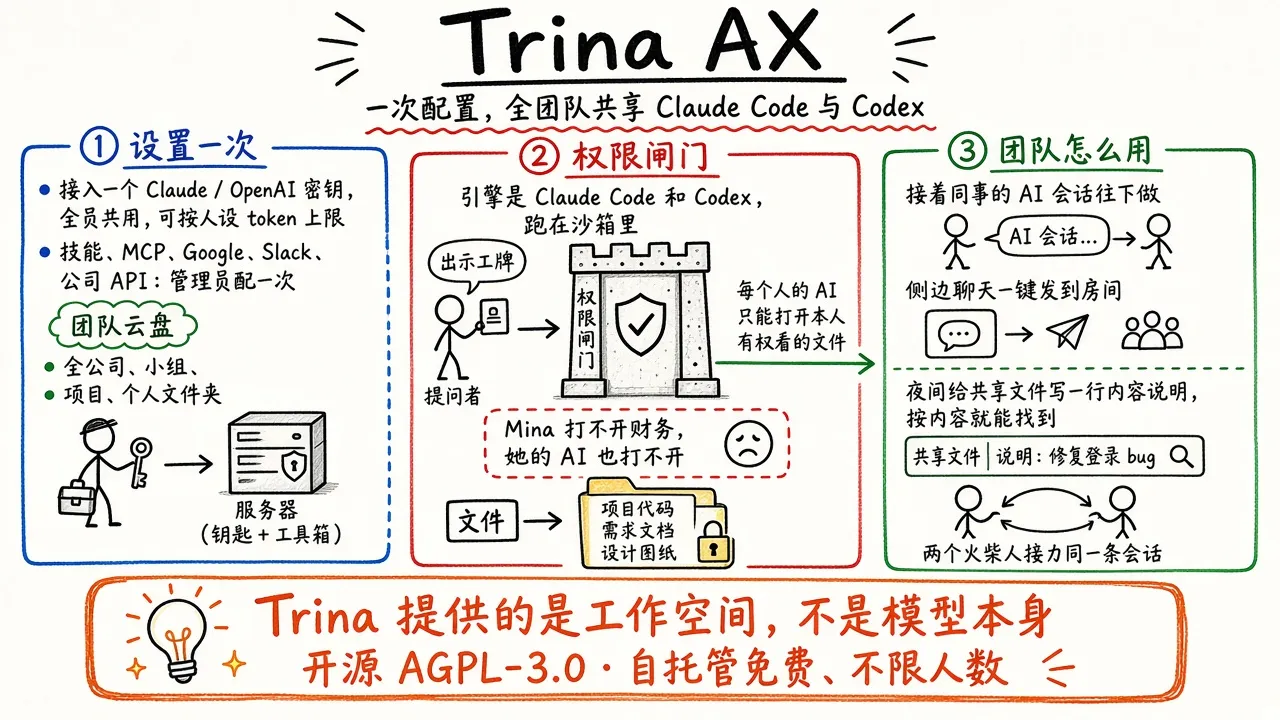 Trina AX
一次配置，全团队共享 Claude Code 与 Codex
① 设置一次
接入一个 Claude / OpenAI 密钥，
全员共用，可按人设 token 上限
技能、MCP、Google、Slack、
公司 API：管理员配一次
团队云盘
全公司、小组、
项目、个人文件夹
服务器
（钥匙 + 工具箱）
② 权限闸门
引擎是 Claude Code 和 Codex，
跑在沙箱里
出示工牌
提问者
权限闸门
每个人的 AI
只能打开本人
有权看的文件
Mina 打不开财务，
她的 AI 也打不开
文件
项目代码
需求文档
设计图纸
③ 团队怎么用
接着同事的 AI 会话往下做
AI 会话...
侧边聊天一键发到房间
夜间给共享文件写一行内容说明，
按内容就能找到
共享文件 | 说明：修复登录 bug
两个火柴人接力同一条会话
Trina 提供的是工作空间，不是模型本身
开源 AGPL-3.0 · 自托管免费、不限人数